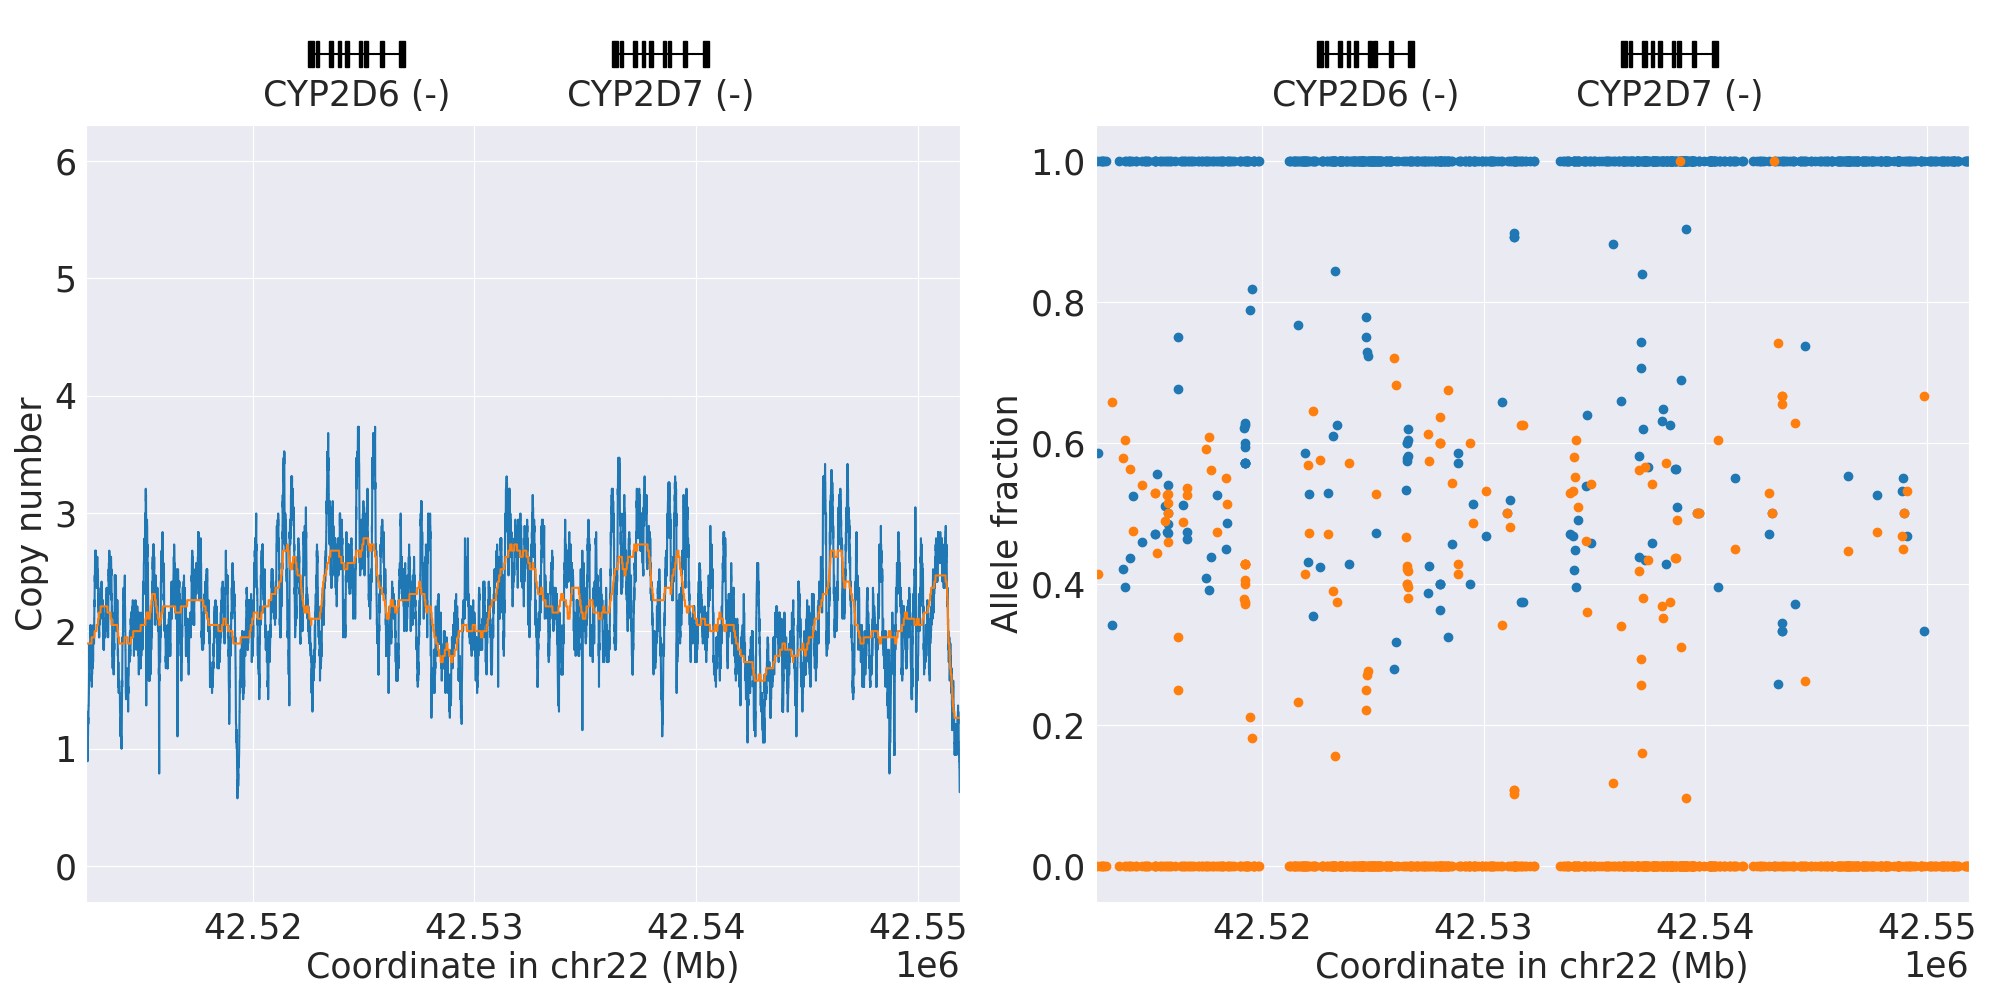 CYP2D6 (-) CYP2D7 (-)
Copy number
6
5
4
3
2
1
0
42.52 42.53 42.54 42.55
Coordinate in chr22 (Mb) 1e6
CYP2D6 (-) CYP2D7 (-)
Allele fraction
1.0
0.8
0.6
0.4
0.2
0.0
42.52 42.53 42.54 42.55
Coordinate in chr22 (Mb) 1e6